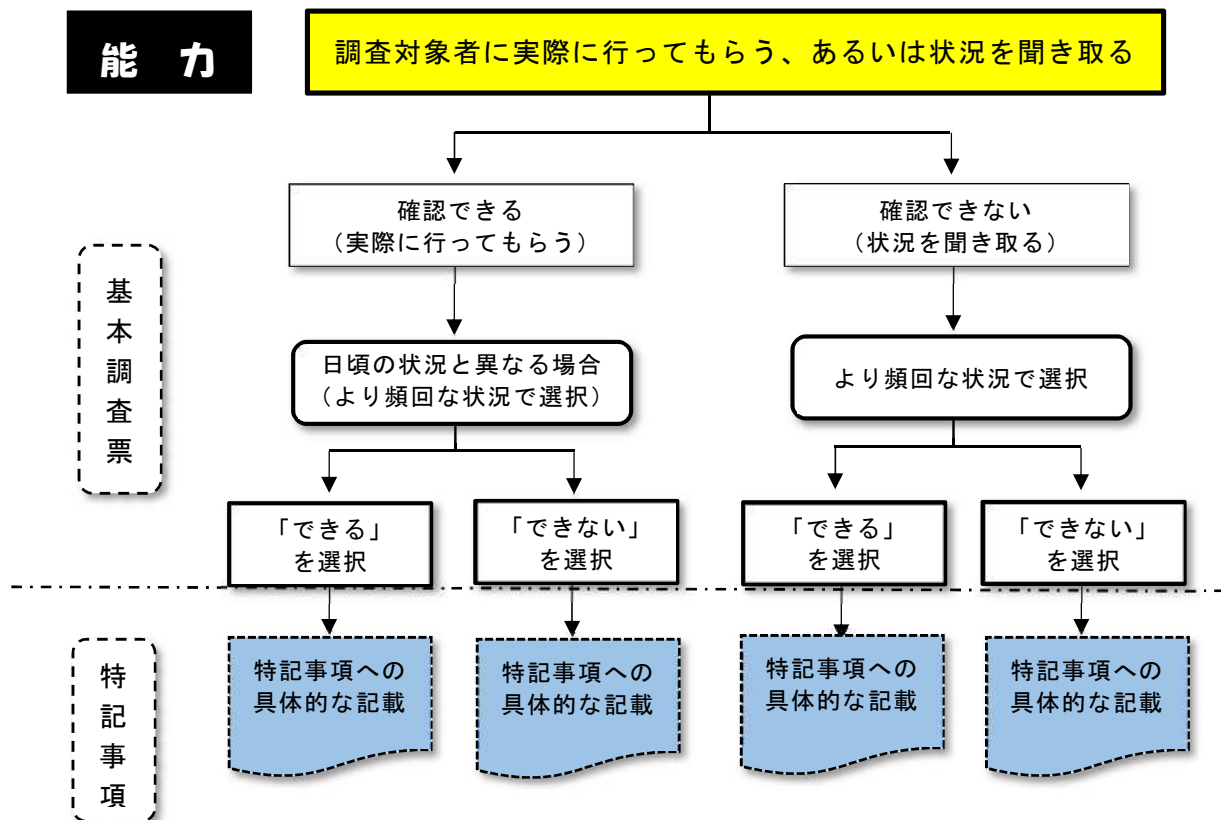 能 力
調査対象者に実際に行ってもらう、あるいは状況を聞き取る
確認できる
（実際に行ってもらう）
確認できない
（状況を聞き取る）
基
本
調
査
票
日頃の状況と異なる場合
（より頻回な状況で選択）
より頻回な状況で選択
「できる」
を選択
「できない」
を選択
「できる」
を選択
「できない」
を選択
特
記
事
項
特記事項への
具体的な記載
特記事項への
具体的な記載
特記事項への
具体的な記載
特記事項への
具体的な記載